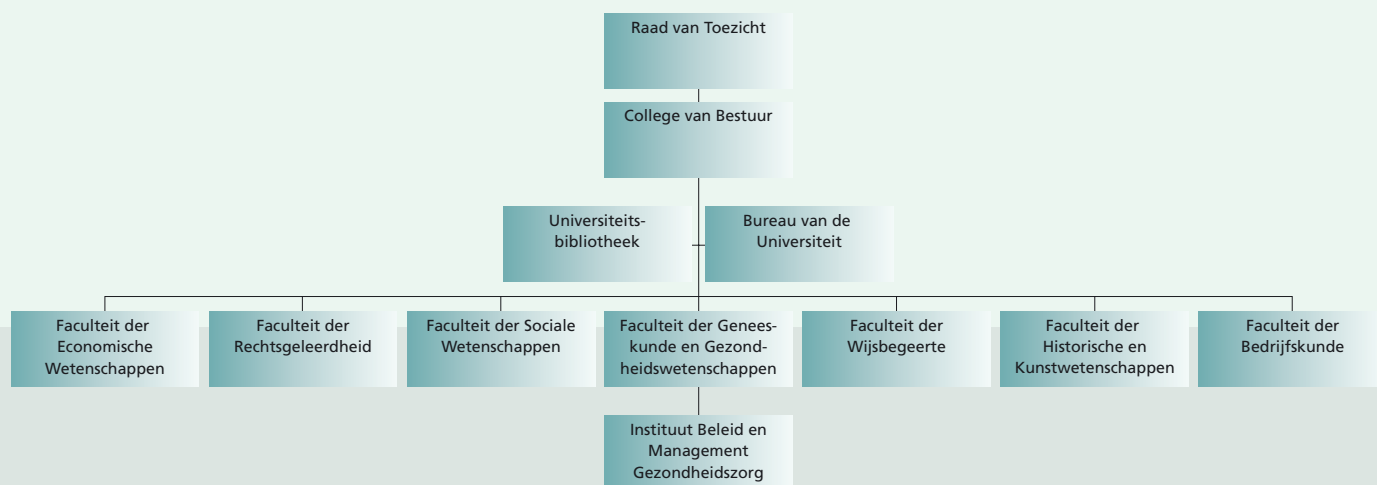 Raad van Toezicht
College van Bestuur
Universiteits-
bibliotheek
Bureau van de
Universiteit
Faculteit der
Economische
Wetenschappen
Faculteit der
Rechtsgeleerdheid
Faculteit der Sociale
Wetenschappen
Faculteit der Genees-
kunde en Gezond-
heidswetenschappen
Faculteit der
Wijsbegeerte
Faculteit der
Historische en
Kunstwetenschappen
Faculteit der
Bedrijfskunde
Instituut Beleid en
Management
Gezondheidszorg